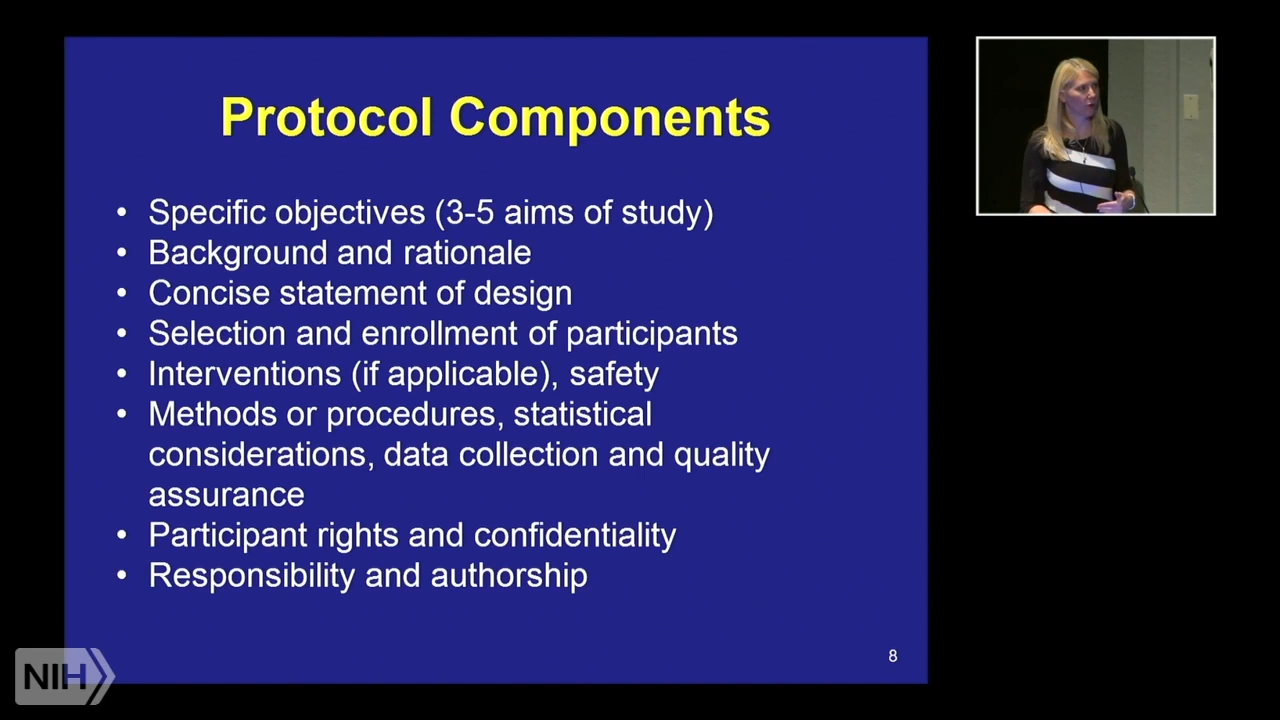 Protocol Components
• Specific objectives (3-5 aims of study)
• Background and rationale
• Concise statement of design
• Selection and enrollment of participants
• Interventions (if applicable), safety
• Methods or procedures, statistical
considerations, data collection and quality
assurance
• Participant rights and confidentiality
• Responsibility and authorship
8
NIH